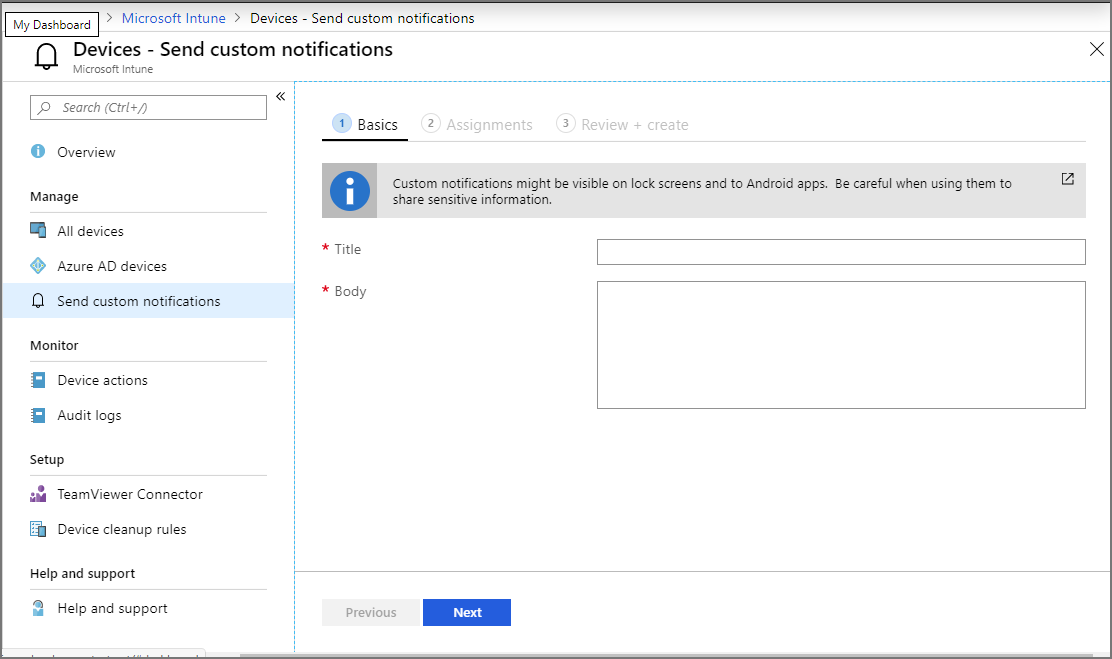 My Dashboard > Microsoft Intune > Devices - Send custom notifications
Devices - Send custom notifications
Microsoft Intune
Search (Ctrl+/)
«
Overview
Manage
All devices
Azure AD devices
Send custom notifications
Monitor
Device actions
Audit logs
Setup
TeamViewer Connector
Device cleanup rules
Help and support
Help and support
1 Basics 2 Assignments 3 Review + create
Custom notifications might be visible on lock screens and to Android apps. Be careful when using them to
share sensitive information.
* Title
* Body
Previous Next